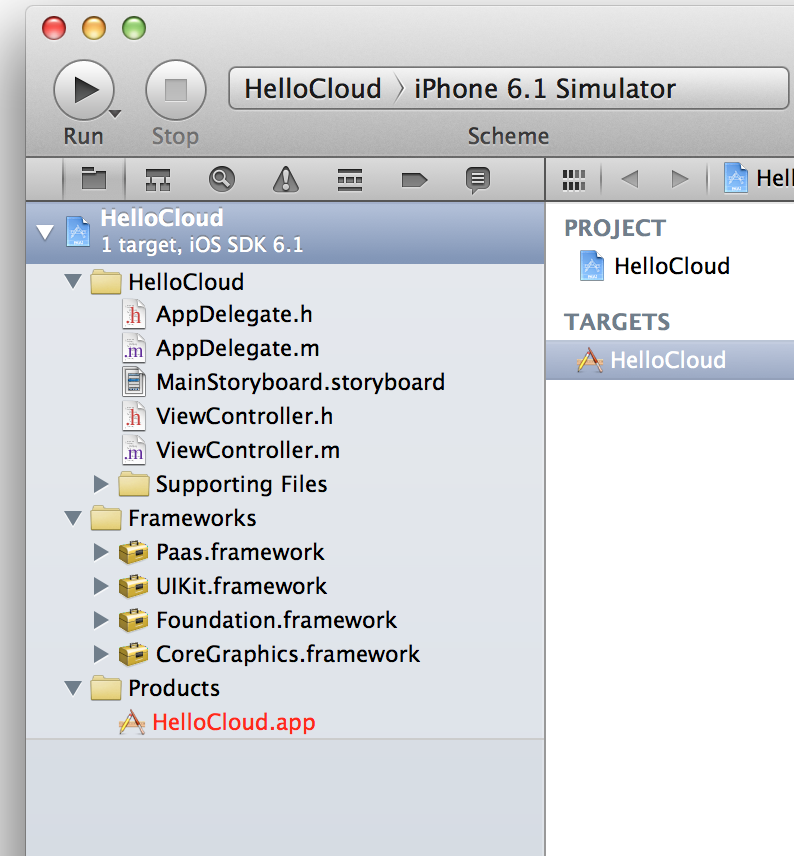 HelloCloud
iPhone 6.1 Simulator
Run
Stop
Scheme
HelloCloud
1 target, iOS SDK 6.1
HelloCloud
AppDelegate.h
AppDelegate.m
MainStoryboard.storyboard
ViewController.h
ViewController.m
Supporting Files
Frameworks
Paas.framework
UIKit.framework
Foundation.framework
CoreGraphics.framework
Products
HelloCloud.app
PROJECT
HelloCloud
TARGETS
HelloCloud